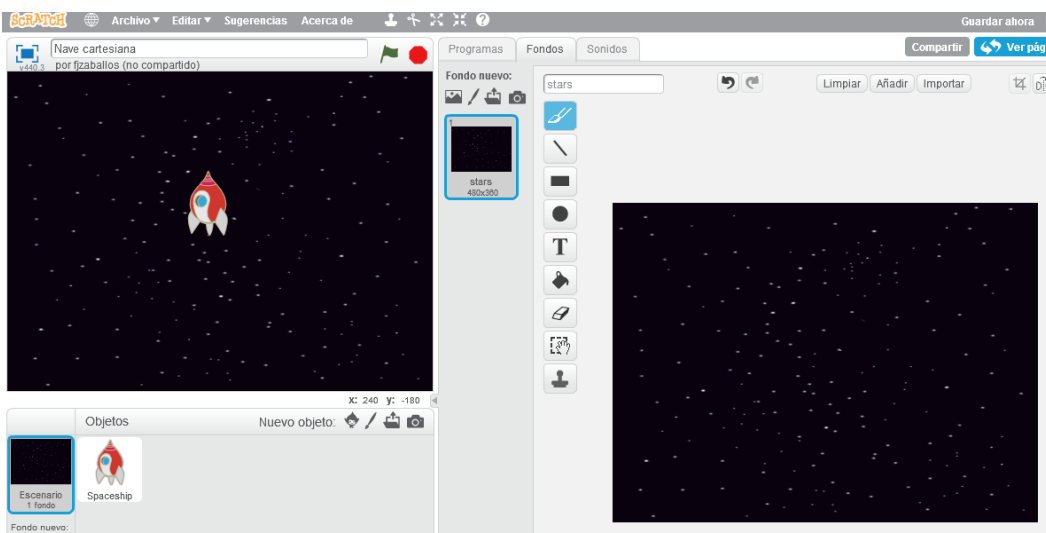 SCRATCH Archivo Editar Sugerencias Acerca de Guardar ahora
Nave cartesiana
por fjzaballos (no compartido)
v440.3
Programas Fondos Sonidos
Compartir Ver pág
Fondo nuevo:
stars
Limpiar Añadir Importar
1
stars
480x360
T
x: 240 y: -180
Objetos Nuevo objeto:
Escenario
1 fondo
Spaceship
Fondo nuevo: